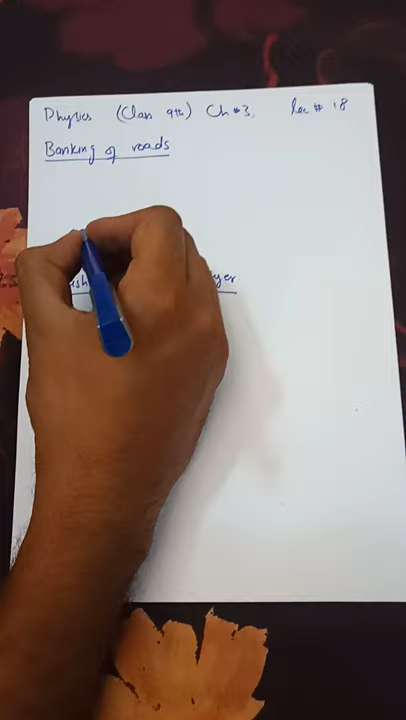 Physics (Class 9th) Ch #3, Lec # 18
Banking of roads